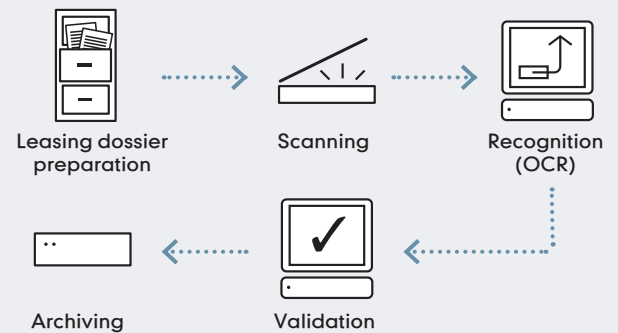 Leasing dossier
preparation
Scanning
Recognition
(OCR)
Validation
Archiving